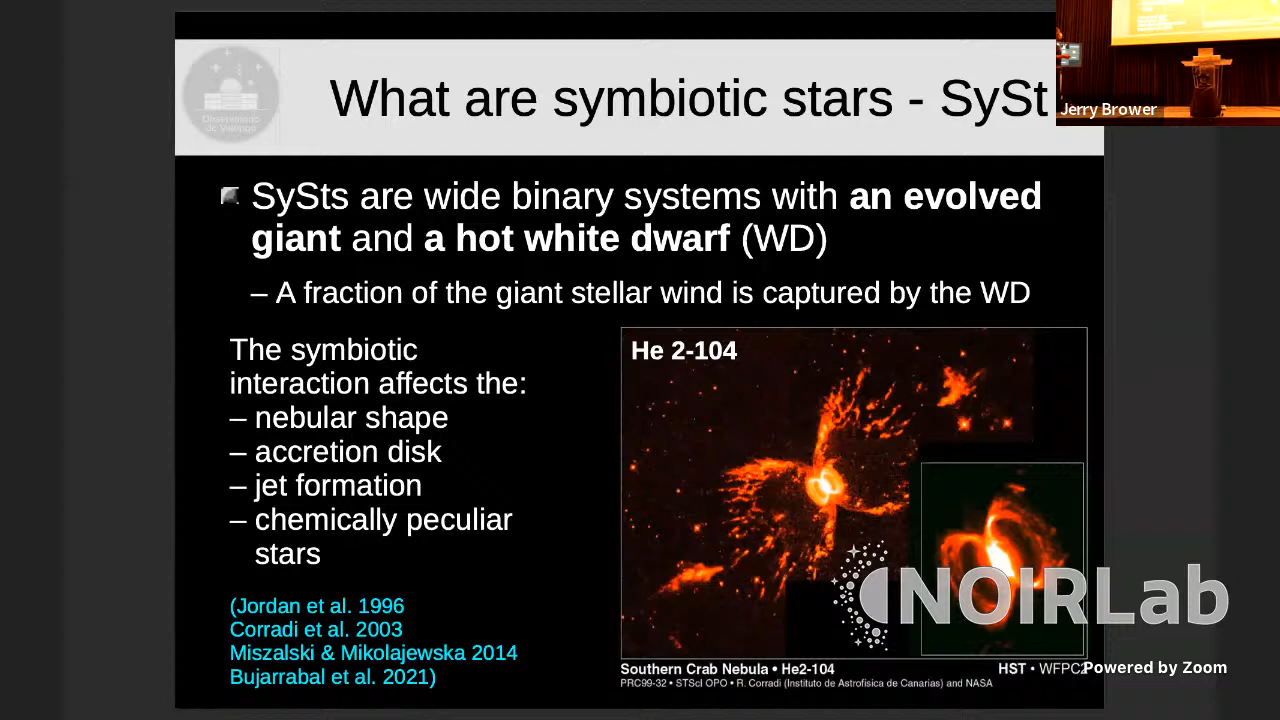 What are symbiotic stars - SySt
Jerry Brower
SySts are wide binary systems with an evolved
giant and a hot white dwarf (WD)
– A fraction of the giant stellar wind is captured by the WD
The symbiotic
interaction affects the:
– nebular shape
– accretion disk
– jet formation
– chemically peculiar
stars
(Jordan et al. 1996
Corradi et al. 2003
Miszalski & Mikolajewska 2014
Bujarrabal et al. 2021)
He 2-104
NOIRLab
Southern Crab Nebula • He2-104
HST • WFPC2
PRC99-32 • STScI OPO • R. Corradi (Instituto de Astrofisica de Canarias) and NASA
Powered by Zoom